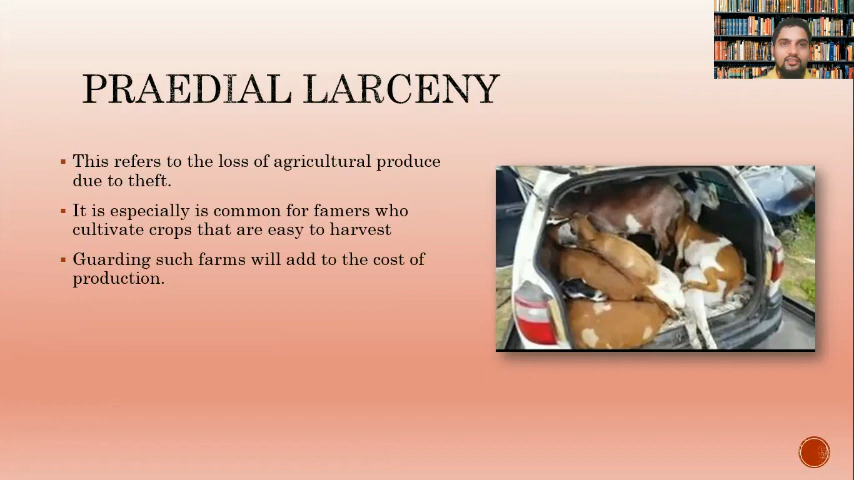 PRAEDIAL LARCENY
This refers to the loss of agricultural produce
due to theft.
It is especially is common for famers who
cultivate crops that are easy to harvest
Guarding such farms will add to the cost of
production.